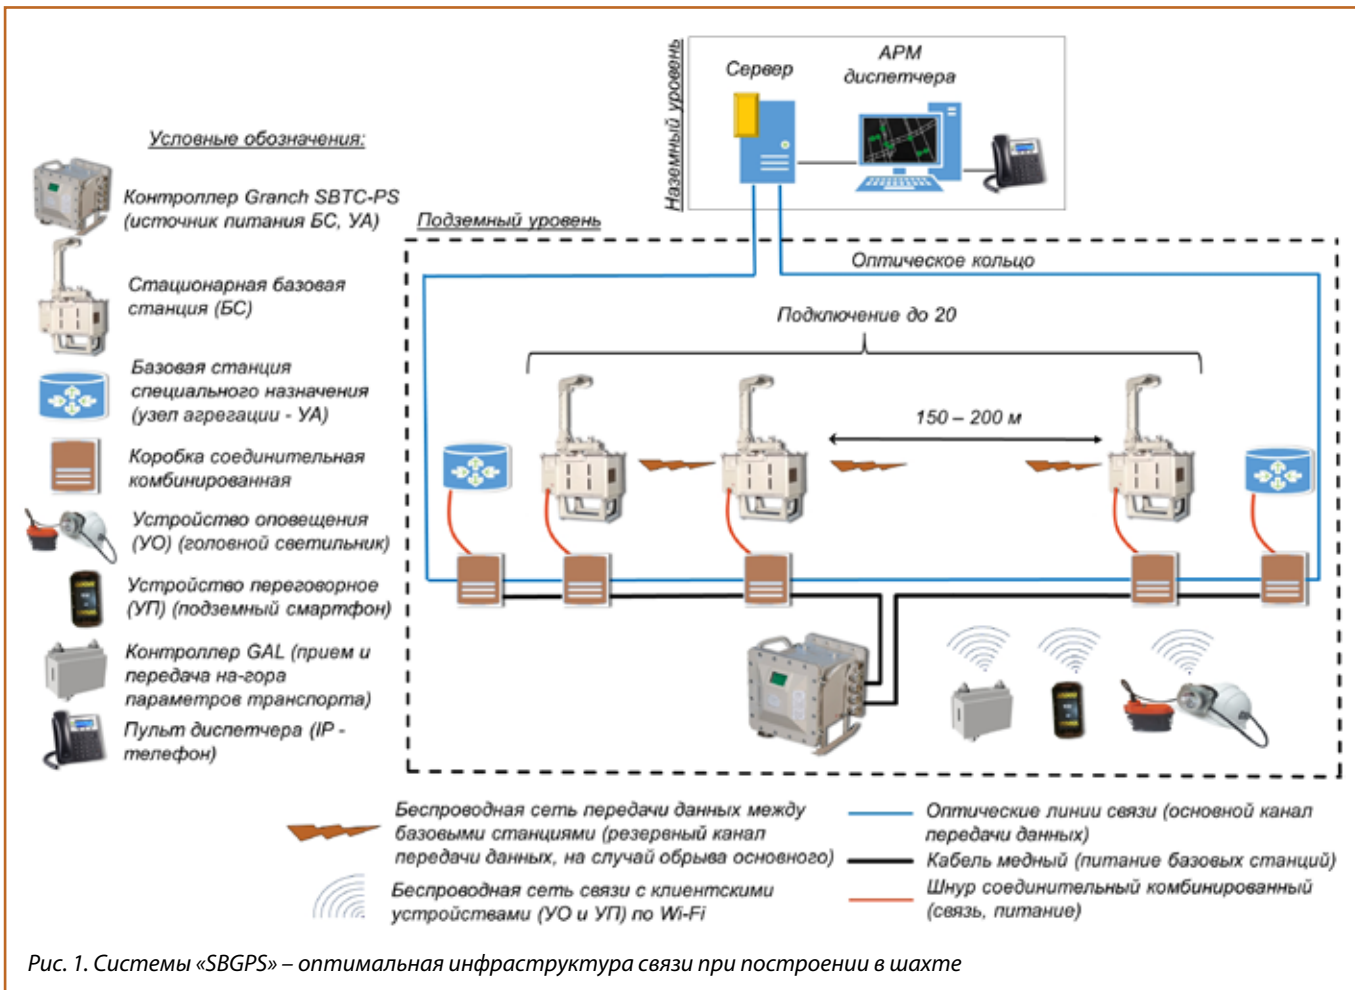 Наземный уровень
Сервер
АРМ
диспетчера
Условные обозначения:
Контроллер Granch SBTC-PS
(источник питания БС, УА)
Стационарная базовая
станция (БС)
Базовая станция
специального назначения
(узел агрегации - УА)
Коробка соединительная
комбинированная
Устройство оповещения
(УО) (головной светильник)
Устройство переговорное
(УП) (подземный смартфон)
Контроллер GAL (прием и
передача на-гора
параметров транспорта)
Пульт диспетчера (IP -
телефон)
Подземный уровень
Оптическое кольцо
Подключение до 20
150 – 200 м
Беспроводная сеть передачи данных между
базовыми станциями (резервный канал
передачи данных, на случай обрыва основного)
Беспроводная сеть связи с клиентскими
устройствами (УО и УП) по Wi-Fi
Оптические линии связи (основной канал
передачи данных)
Кабель медный (питание базовых станций)
Шнур соединительный комбинированный
(связь, питание)
Рис. 1. Системы «SBGPS» – оптимальная инфраструктура связи при построении в шахте